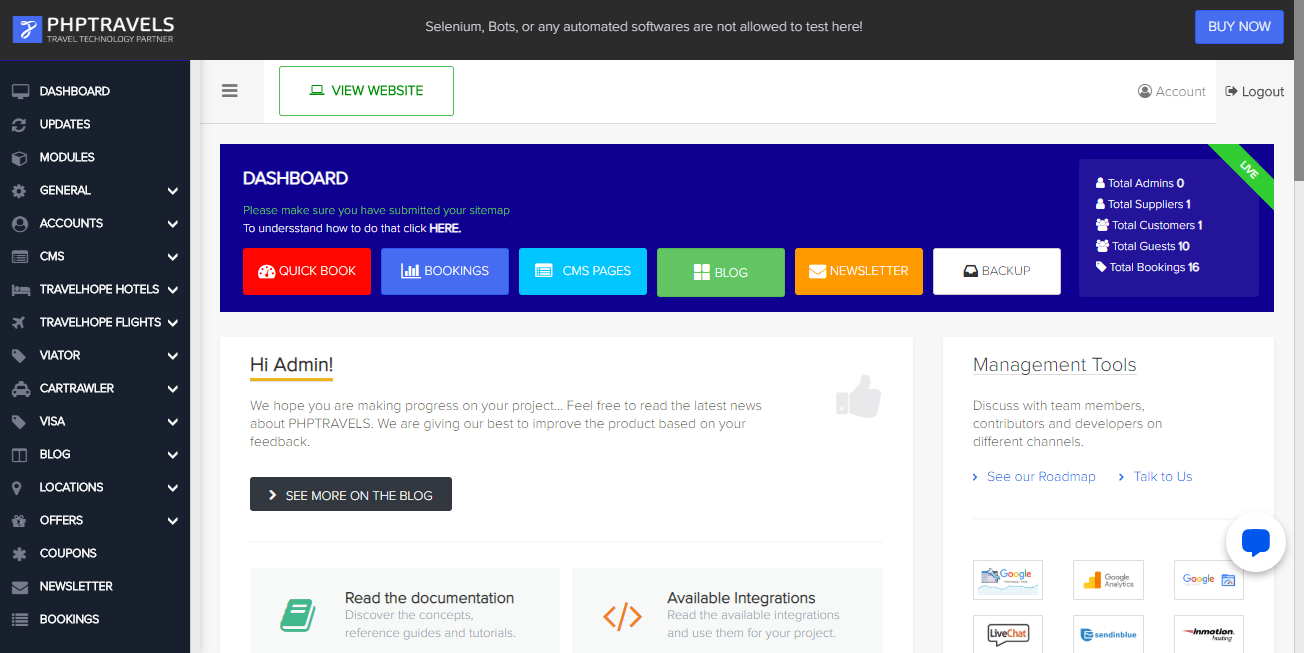 PHPTRAVELS
TRAVEL TECHNOLOGY PARTNER
Selenium, Bots, or any automated softwares are not allowed to test here!
BUY NOW
DASHBOARD
UPDATES
MODULES
GENERAL
ACCOUNTS
CMS
TRAVELHOPE HOTELS
TRAVELHOPE FLIGHTS
VIATOR
CARTRAWLER
VISA
BLOG
LOCATIONS
OFFERS
COUPONS
NEWSLETTER
BOOKINGS
VIEW WEBSITE
Account
Logout
DASHBOARD
Please make sure you have submitted your sitemap
To undersstand how to do that click HERE.
QUICK BOOK
BOOKINGS
CMS PAGES
BLOG
NEWSLETTER
BACKUP
Total Admins 0
Total Suppliers 1
Total Customers 1
Total Guests 10
Total Bookings 16
LIVE
Hi Admin!
We hope you are making progress on your project... Feel free to read the latest news
about PHPTRAVELS. We are giving our best to improve the product based on your
feedback.
SEE MORE ON THE BLOG
Read the documentation
Discover the concepts,
reference guides and tutorials.
Available Integrations
Read the available integrations
and use them for your project.
Management Tools
Discuss with team members,
contributors and developers on
different channels.
See our Roadmap
Talk to Us
Google
Google
Analytics
Google
LiveChat
sendinblue
inmotion
hosting